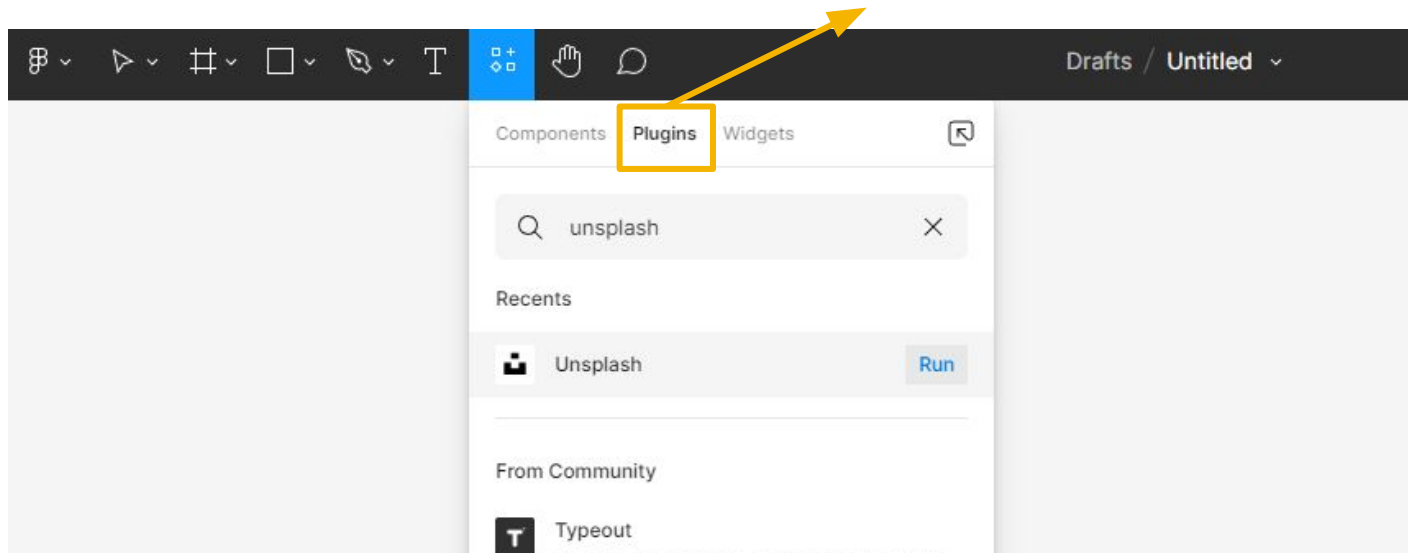 Drafts / Untitled
Components Plugins Widgets
unsplash
Recents
Unsplash Run
From Community
Typeout